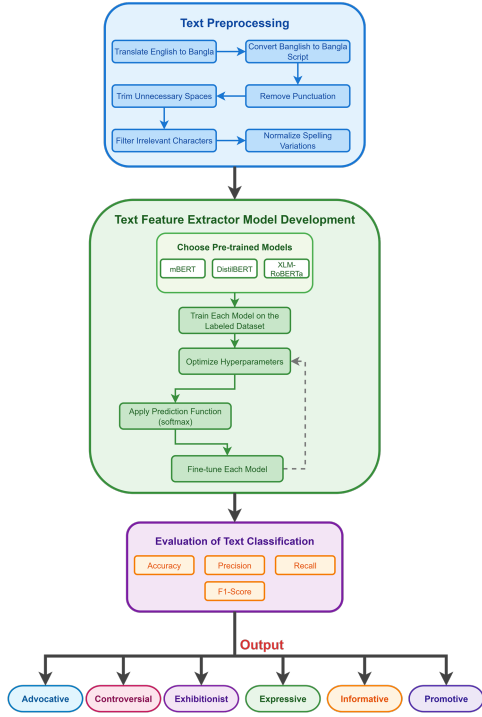 Text Preprocessing
Translate English to Bangla
Convert Banglish to Bangla
Script
Trim Unnecessary Spaces
Remove Punctuation
Filter Irrelevant Characters
Normalize Spelling
Variations
Text Feature Extractor Model Development
Choose Pre-trained Models
mBERT
DistilBERT
XLM-
RoBERTa
Train Each Model on the
Labeled Dataset
Optimize Hyperparameters
Apply Prediction Function
(softmax)
Fine-tune Each Model
Evaluation of Text Classification
Accuracy
Precision
Recall
F1-Score
Output
Advocative
Controversial
Exhibitionist
Expressive
Informative
Promotive